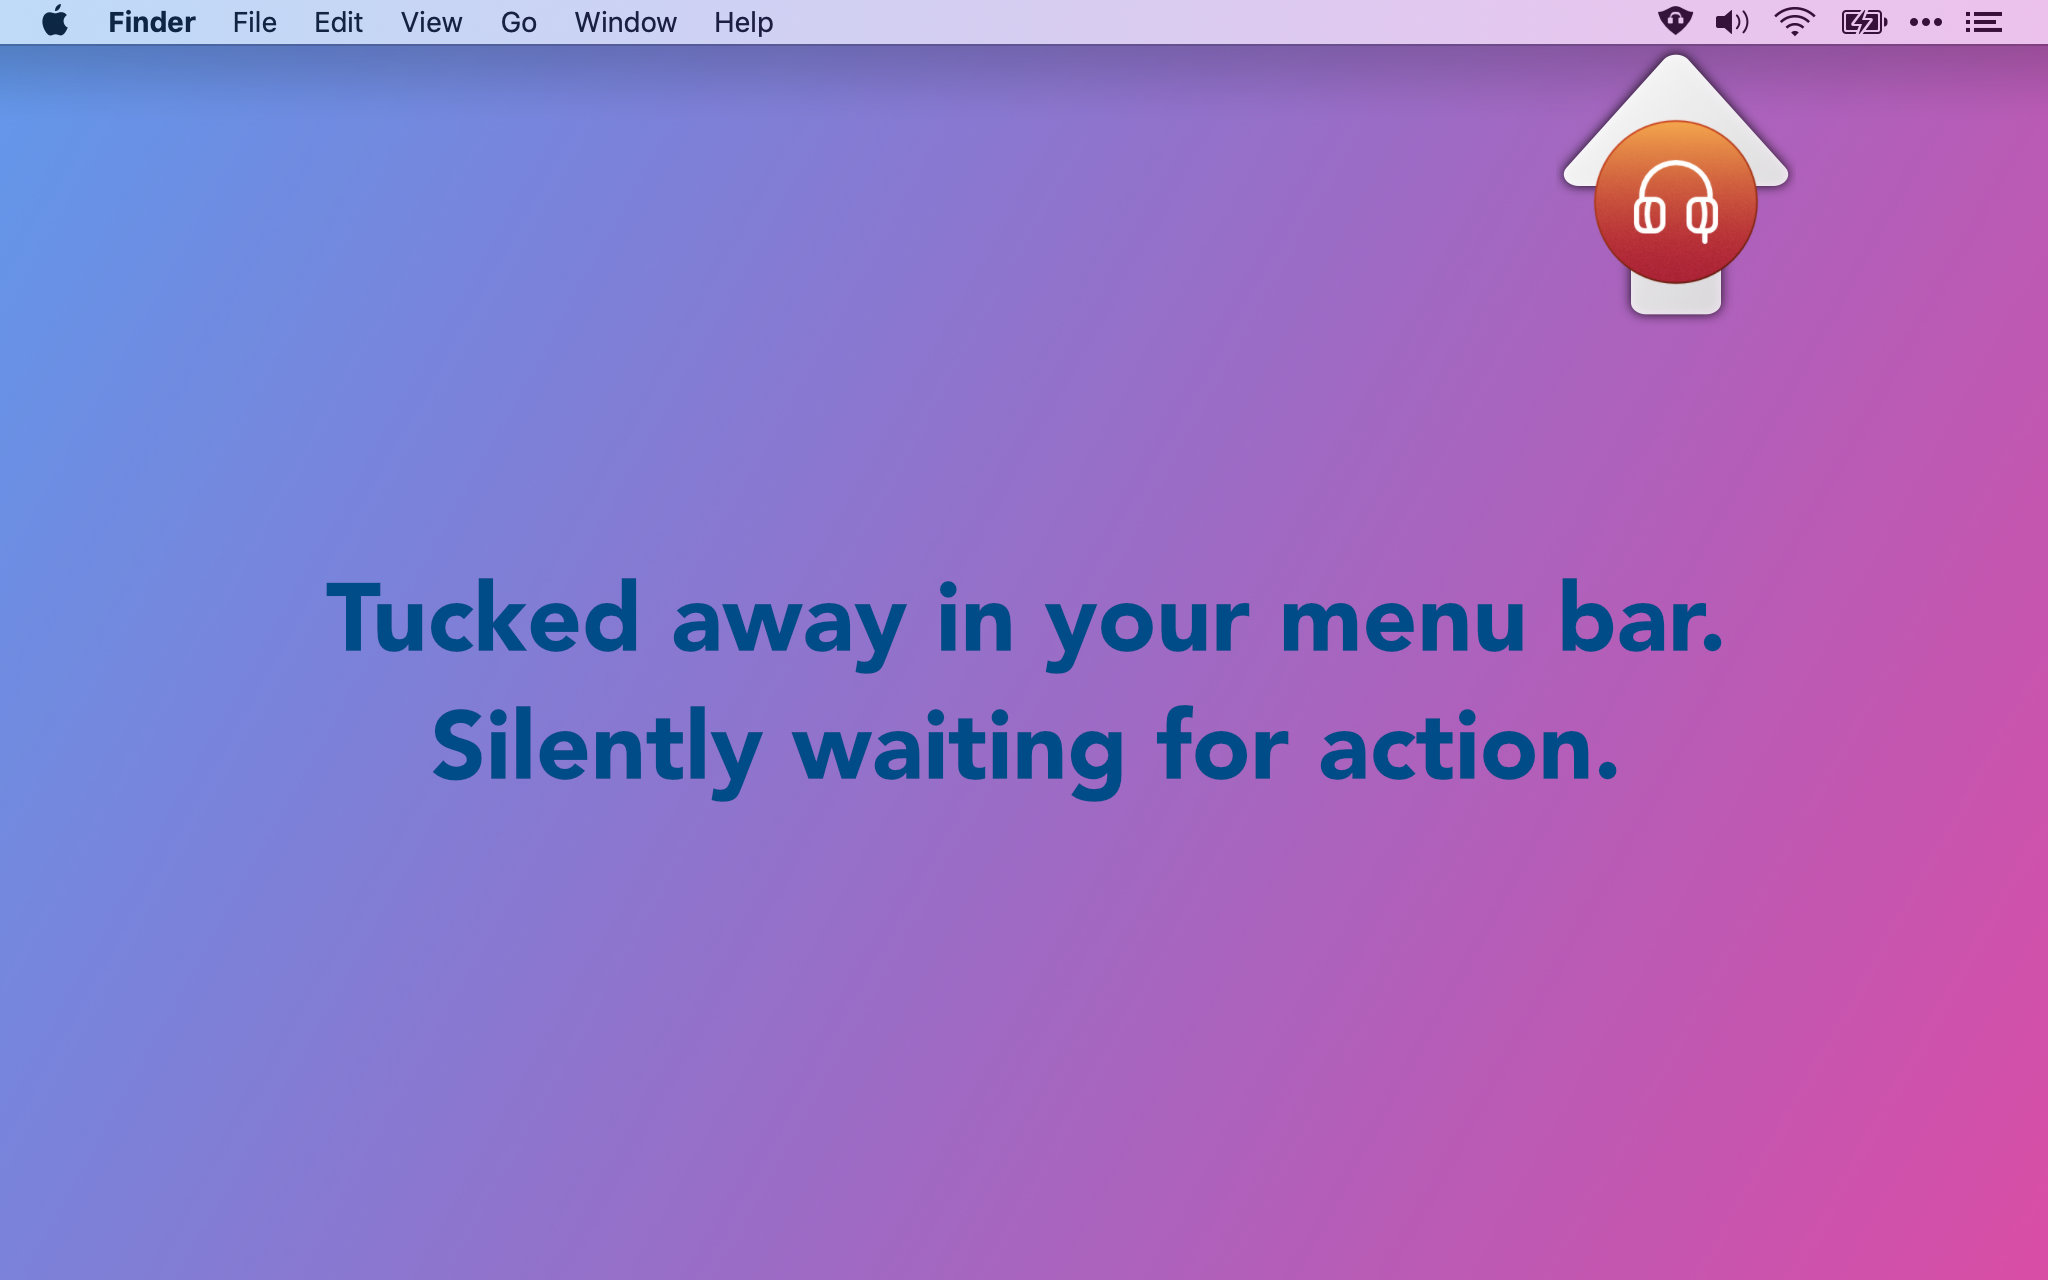 Finder File Edit View Go Window Help
Tucked away in your menu bar.
Silently waiting for action.